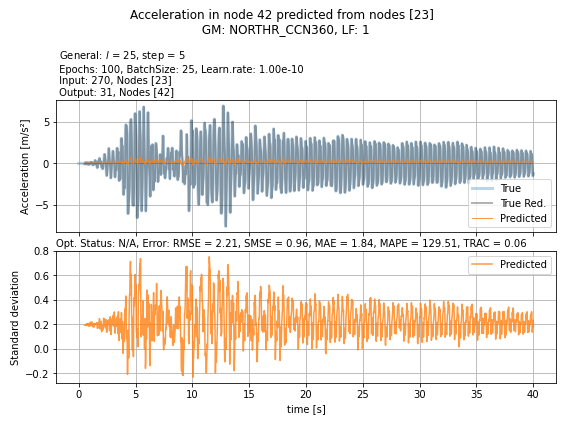 Acceleration in node 42 predicted from nodes [23]
GM: NORTHR_CCN360, LF: 1
General: l = 25, step = 5
Epochs: 100, BatchSize: 25, Learn.rate: 1.00e-10
Input: 270, Nodes [23]
Output: 31, Nodes [42]
Acceleration [m/s²]
5
0
−5
True
True Red.
Predicted
Opt. Status: N/A, Error: RMSE = 2.21, SMSE = 0.96, MAE = 1.84, MAPE = 129.51, TRAC = 0.06
Standard deviation
0.8
0.6
0.4
0.2
0.0
−0.2
Predicted
0 5 10 15 20 25 30 35 40
time [s]